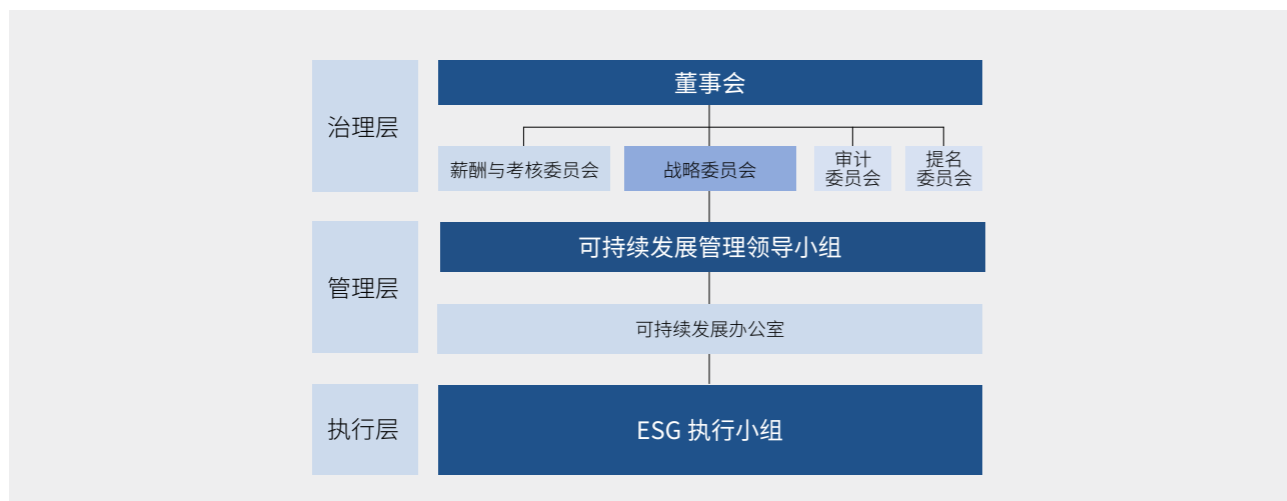 治理层
董事会
薪酬与考核委员会
战略委员会
审计
委员会
提名
委员会
管理层
可持续发展管理领导小组
可持续发展办公室
执行层
ESG 执行小组